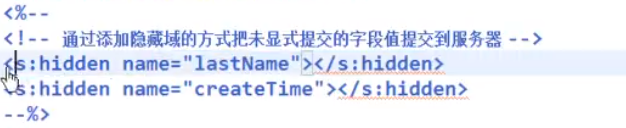 <%--
<!-- 通过添加隐藏域的方式把未显式提交的字段值提交到服务器 -->
<s:hidden name="lastName"></s:hidden>
<s:hidden name="createTime"></s:hidden>
--%>